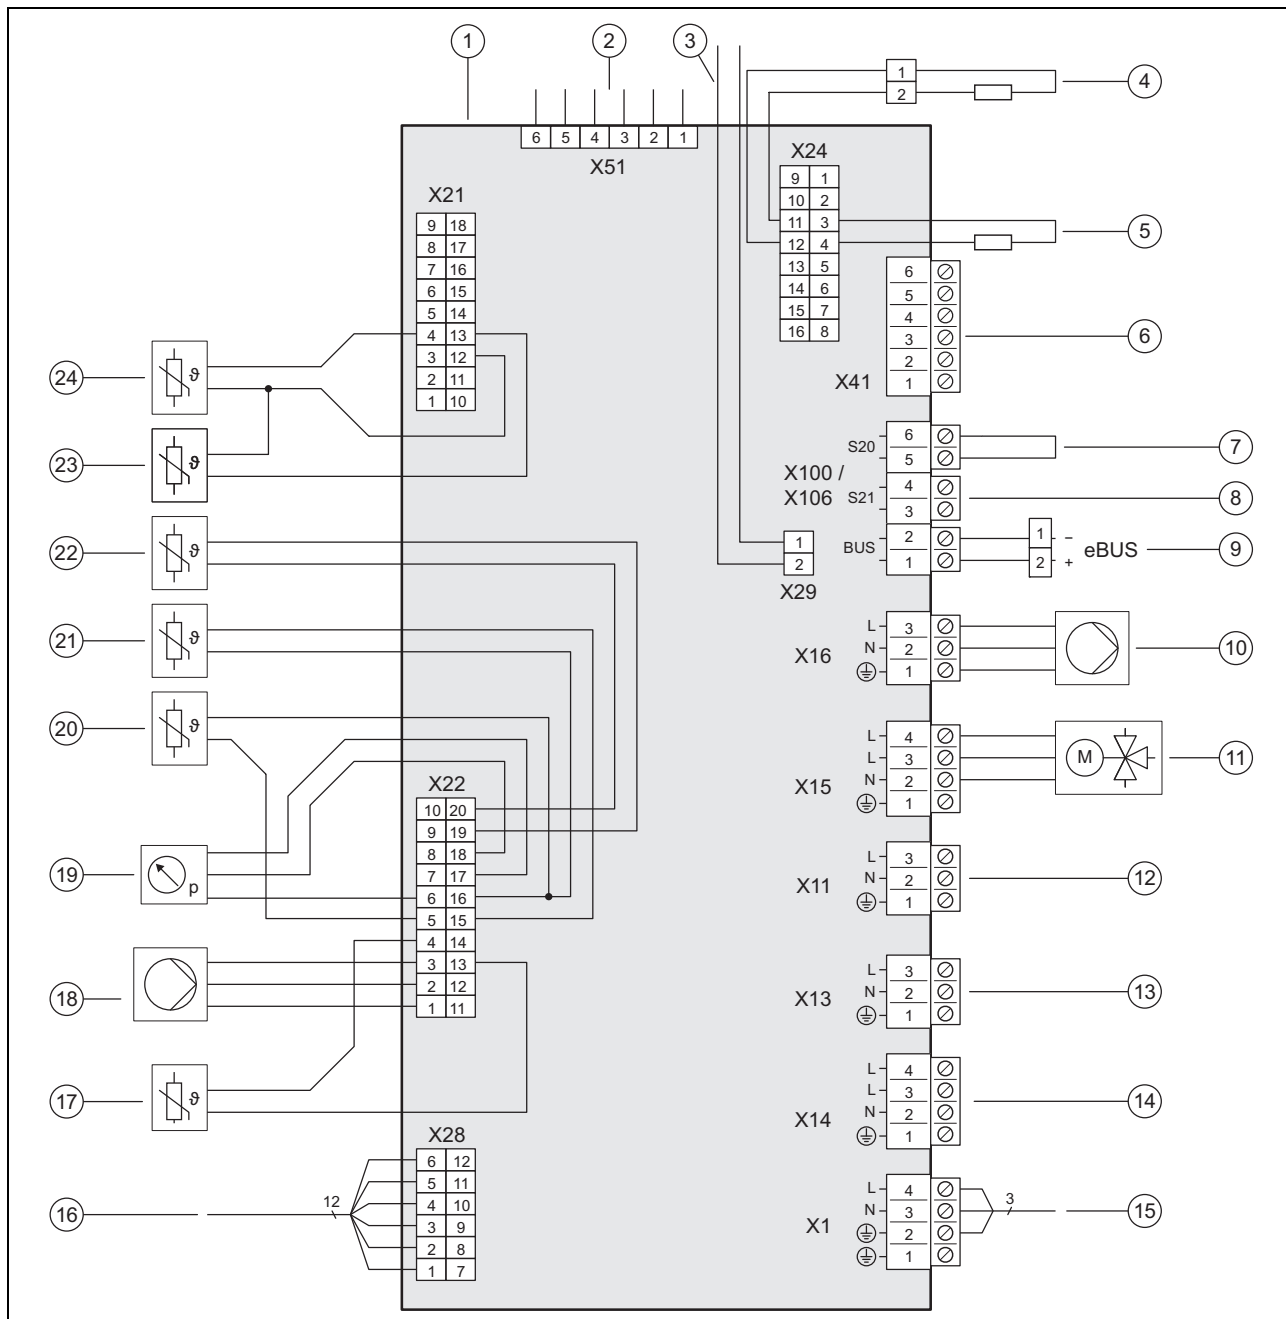 1
2
3
4
1
2
6 5 4 3 2 1
X51
X24
9 1
10 2
11 3
12 4
13 5
14 6
15 7
16 8
5
X21
9 18
8 17
7 16
6 15
5 14
4 13
3 12
2 11
1 10
6
5
4
3
2
1
X41
6
24
ϑ
23
ϑ
S20
6
5
7
X100 /
X106
S21
4
3
8
BUS
2
1
1 –
2 +
eBUS
9
1
2
X29
22
ϑ
21
ϑ
20
ϑ
X16
L 3
N 2
1
10
X15
L 4
L 3
N 2
1
M
11
X22
10 20
9 19
8 18
7 17
6 16
5 15
4 14
3 13
2 12
1 11
19
p
X11
L 3
N 2
1
12
18
X13
L 3
N 2
1
13
17
ϑ
X14
L 4
L 3
N 2
1
14
X28
6 12
5 11
4 10
3 9
2 8
1 7
16
12
X1
L 4
N 3
2
1
3
15